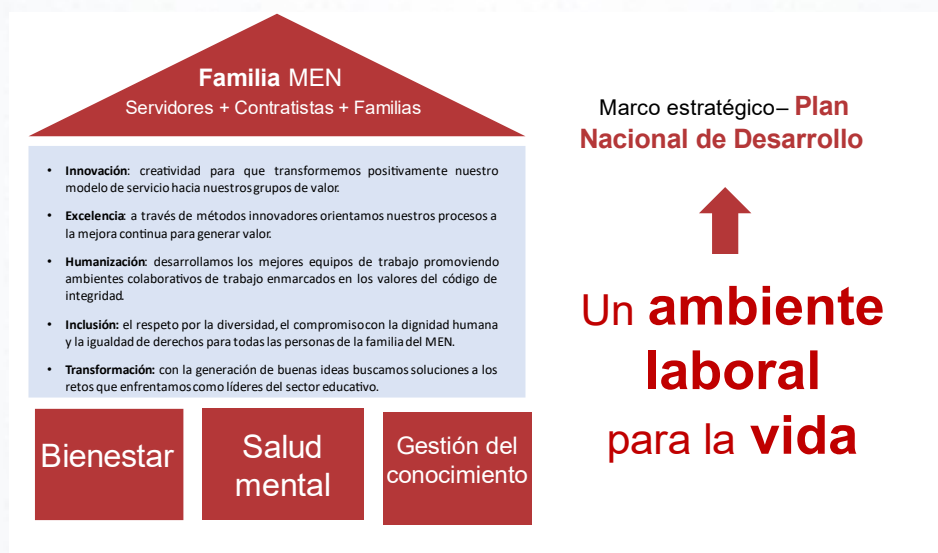 Familia MEN
Servidores + Contratistas + Familias
• Innovación: creatividad para que transformemos positivamente nuestro
modelo de servicio hacia nuestros grupos de valor.
• Excelencia: a través de métodos innovadores orientamos nuestros procesos a
la mejora continua para generar valor.
• Humanización: desarrollamos los mejores equipos de trabajo promoviendo
ambientes colaborativos de trabajo enmarcados en los valores del código de
integridad.
• Inclusión: el respeto por la diversidad, el compromiso con la dignidad humana
y la igualdad de derechos para todas las personas de la familia del MEN.
• Transformación: con la generación de buenas ideas buscamos soluciones a los
retos que enfrentamos como líderes del sector educativo.
Bienestar
Salud
mental
Gestión del
conocimiento
Marco estratégico– Plan
Nacional de Desarrollo
Un ambiente
laboral
para la vida